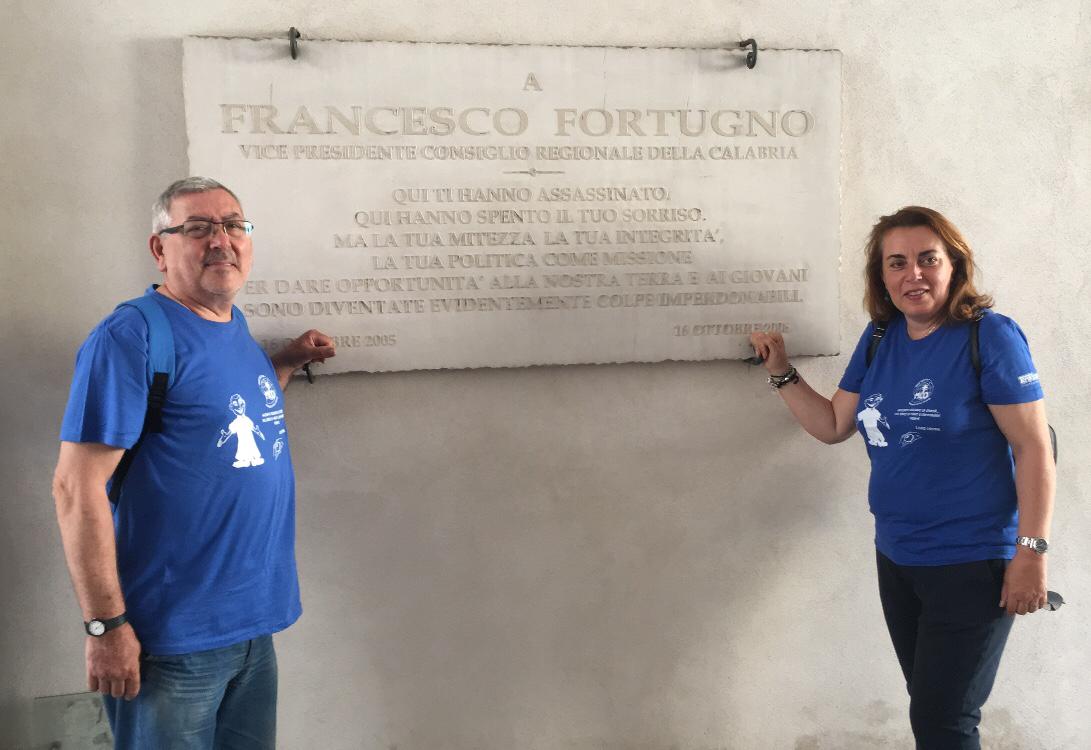 A
FRANCESCO FORTUGNO
VICE PRESIDENTE CONSIGLIO REGIONALE DELLA CALABRIA
QUI TI HANNO ASSASSINATO,
QUI HANNO SPENTO IL TUO SORRISO.
MA LA TUA MITEZZA LA TUA INTEGRITA',
LA TUA POLITICA COME MISSIONE
ER DARE OPPORTUNITA' ALLA NOSTRA TERRA E AI GIOVANI
SONO DIVENTATE EVIDENTEMENTE COLPE IMPERDONABILI.
16 BRE 2005 16 OTTOBRE